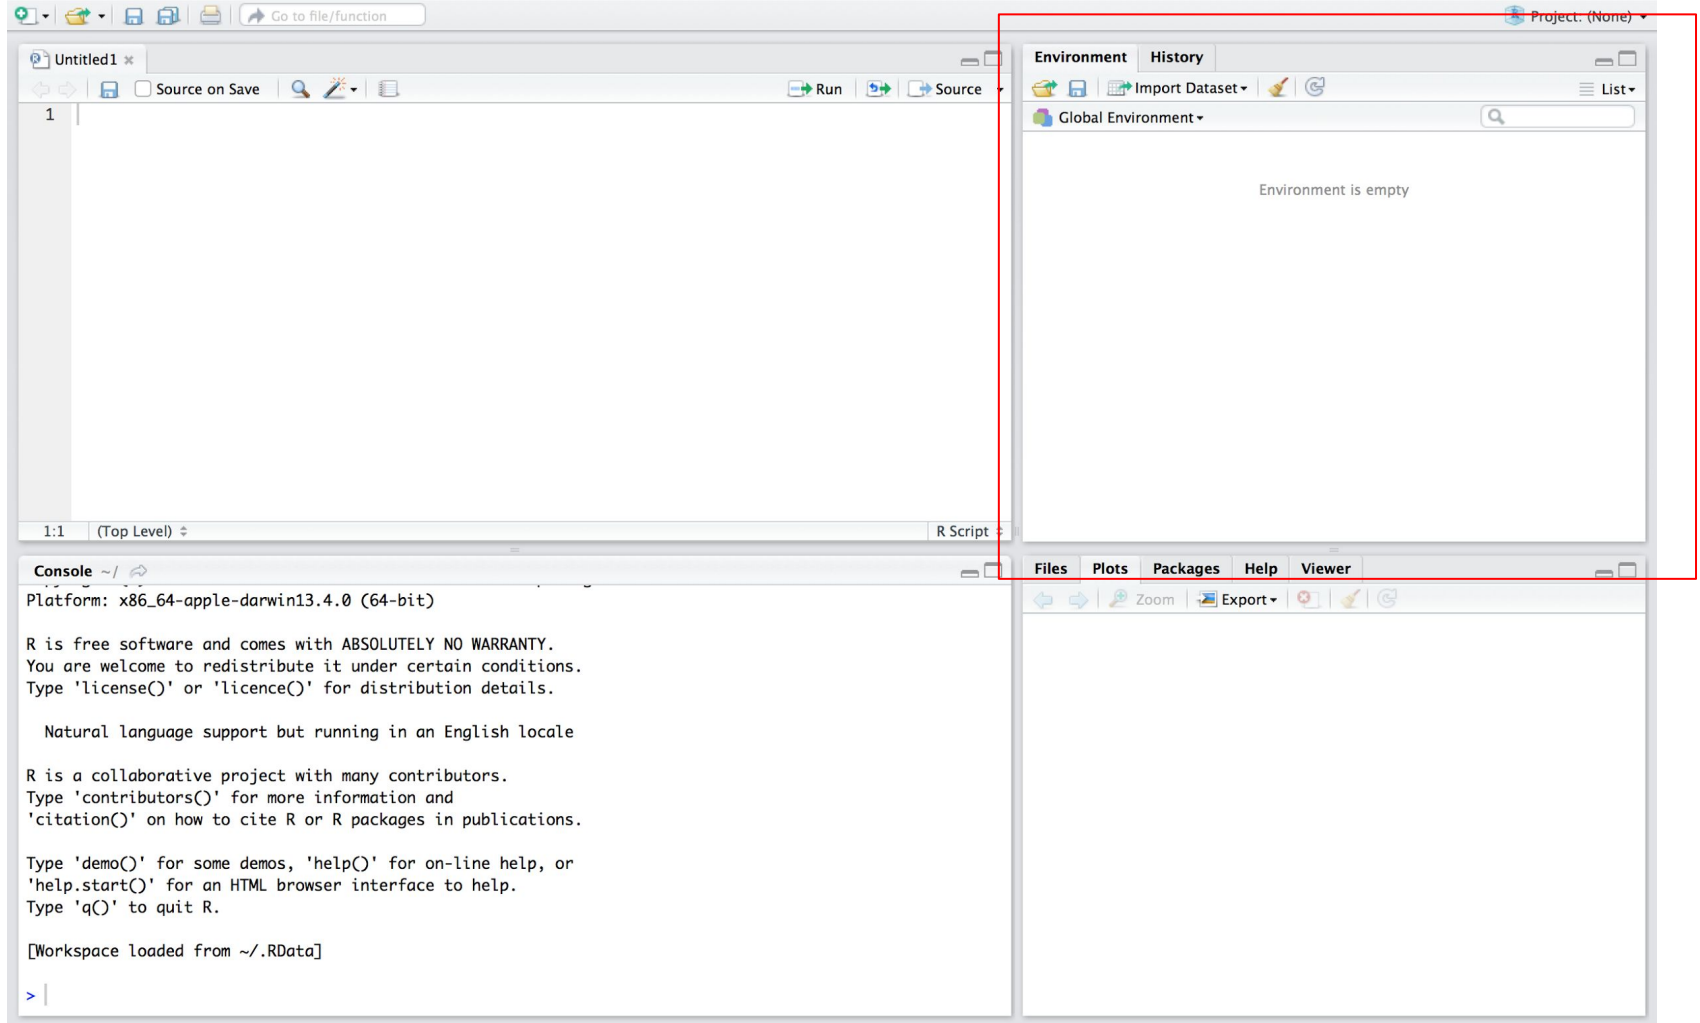 Go to file/function
Project: (None)
Untitled1
Source on Save
Run
Source
1
1:1 (Top Level)
R Script
Environment History
Import Dataset
List
Global Environment
Environment is empty
Console ~/
Platform: x86_64-apple-darwin13.4.0 (64-bit)
R is free software and comes with ABSOLUTELY NO WARRANTY.
You are welcome to redistribute it under certain conditions.
Type 'license()' or 'licence()' for distribution details.
Natural language support but running in an English locale
R is a collaborative project with many contributors.
Type 'contributors()' for more information and
'citation()' on how to cite R or R packages in publications.
Type 'demo()' for some demos, 'help()' for on-line help, or
'help.start()' for an HTML browser interface to help.
Type 'q()' to quit R.
[Workspace loaded from ~/.RData]
>
Files Plots Packages Help Viewer
Zoom Export